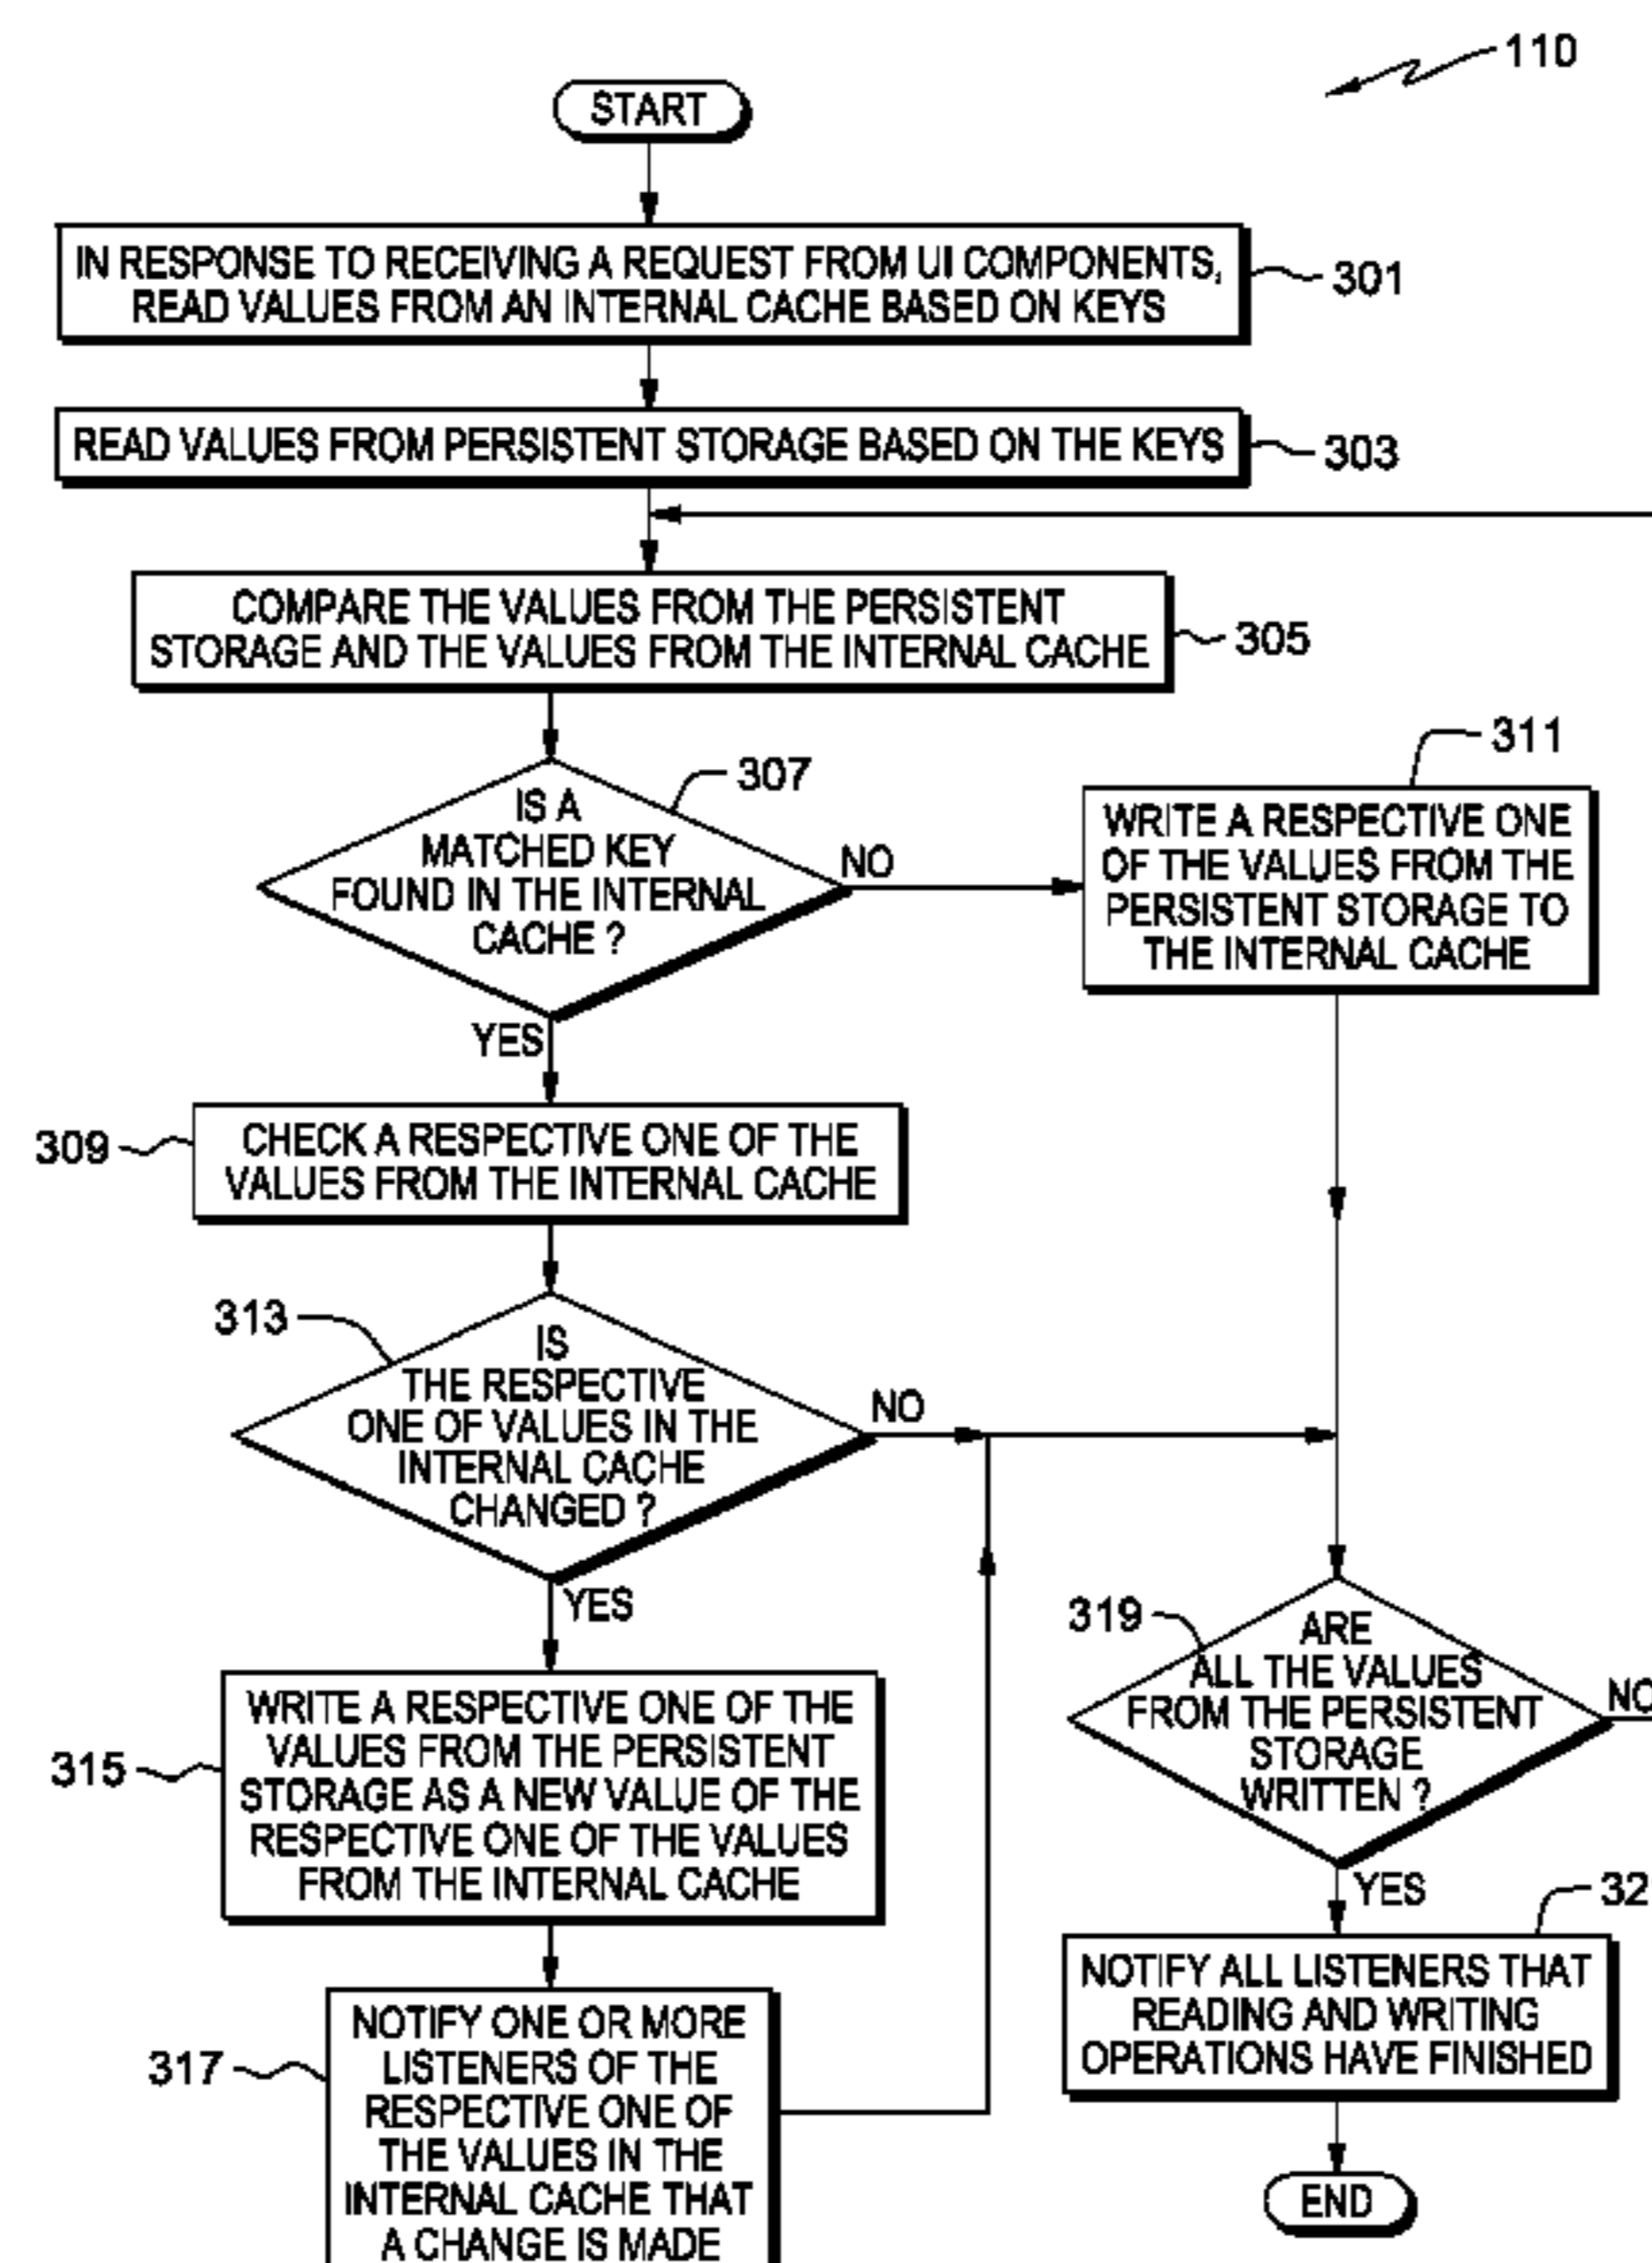 110
START
IN RESPONSE TO RECEIVING A REQUEST FROM UI COMPONENTS,
READ VALUES FROM AN INTERNAL CACHE BASED ON KEYS
301
READ VALUES FROM PERSISTENT STORAGE BASED ON THE KEYS
303
COMPARE THE VALUES FROM THE PERSISTENT
STORAGE AND THE VALUES FROM THE INTERNAL CACHE
305
307
IS A
MATCHED KEY
FOUND IN THE INTERNAL
CACHE ?
NO
YES
311
WRITE A RESPECTIVE ONE
OF THE VALUES FROM THE
PERSISTENT STORAGE TO
THE INTERNAL CACHE
309
CHECK A RESPECTIVE ONE OF THE
VALUES FROM THE INTERNAL CACHE
313
IS
THE RESPECTIVE
ONE OF VALUES IN THE
INTERNAL CACHE
CHANGED ?
NO
YES
315
WRITE A RESPECTIVE ONE OF THE
VALUES FROM THE PERSISTENT
STORAGE AS A NEW VALUE OF THE
RESPECTIVE ONE OF THE VALUES
FROM THE INTERNAL CACHE
317
NOTIFY ONE OR MORE
LISTENERS OF THE
RESPECTIVE ONE OF
THE VALUES IN THE
INTERNAL CACHE THAT
A CHANGE IS MADE
319
ARE
ALL THE VALUES
FROM THE PERSISTENT
STORAGE
WRITTEN ?
NO
YES
32
NOTIFY ALL LISTENERS THAT
READING AND WRITING
OPERATIONS HAVE FINISHED
END